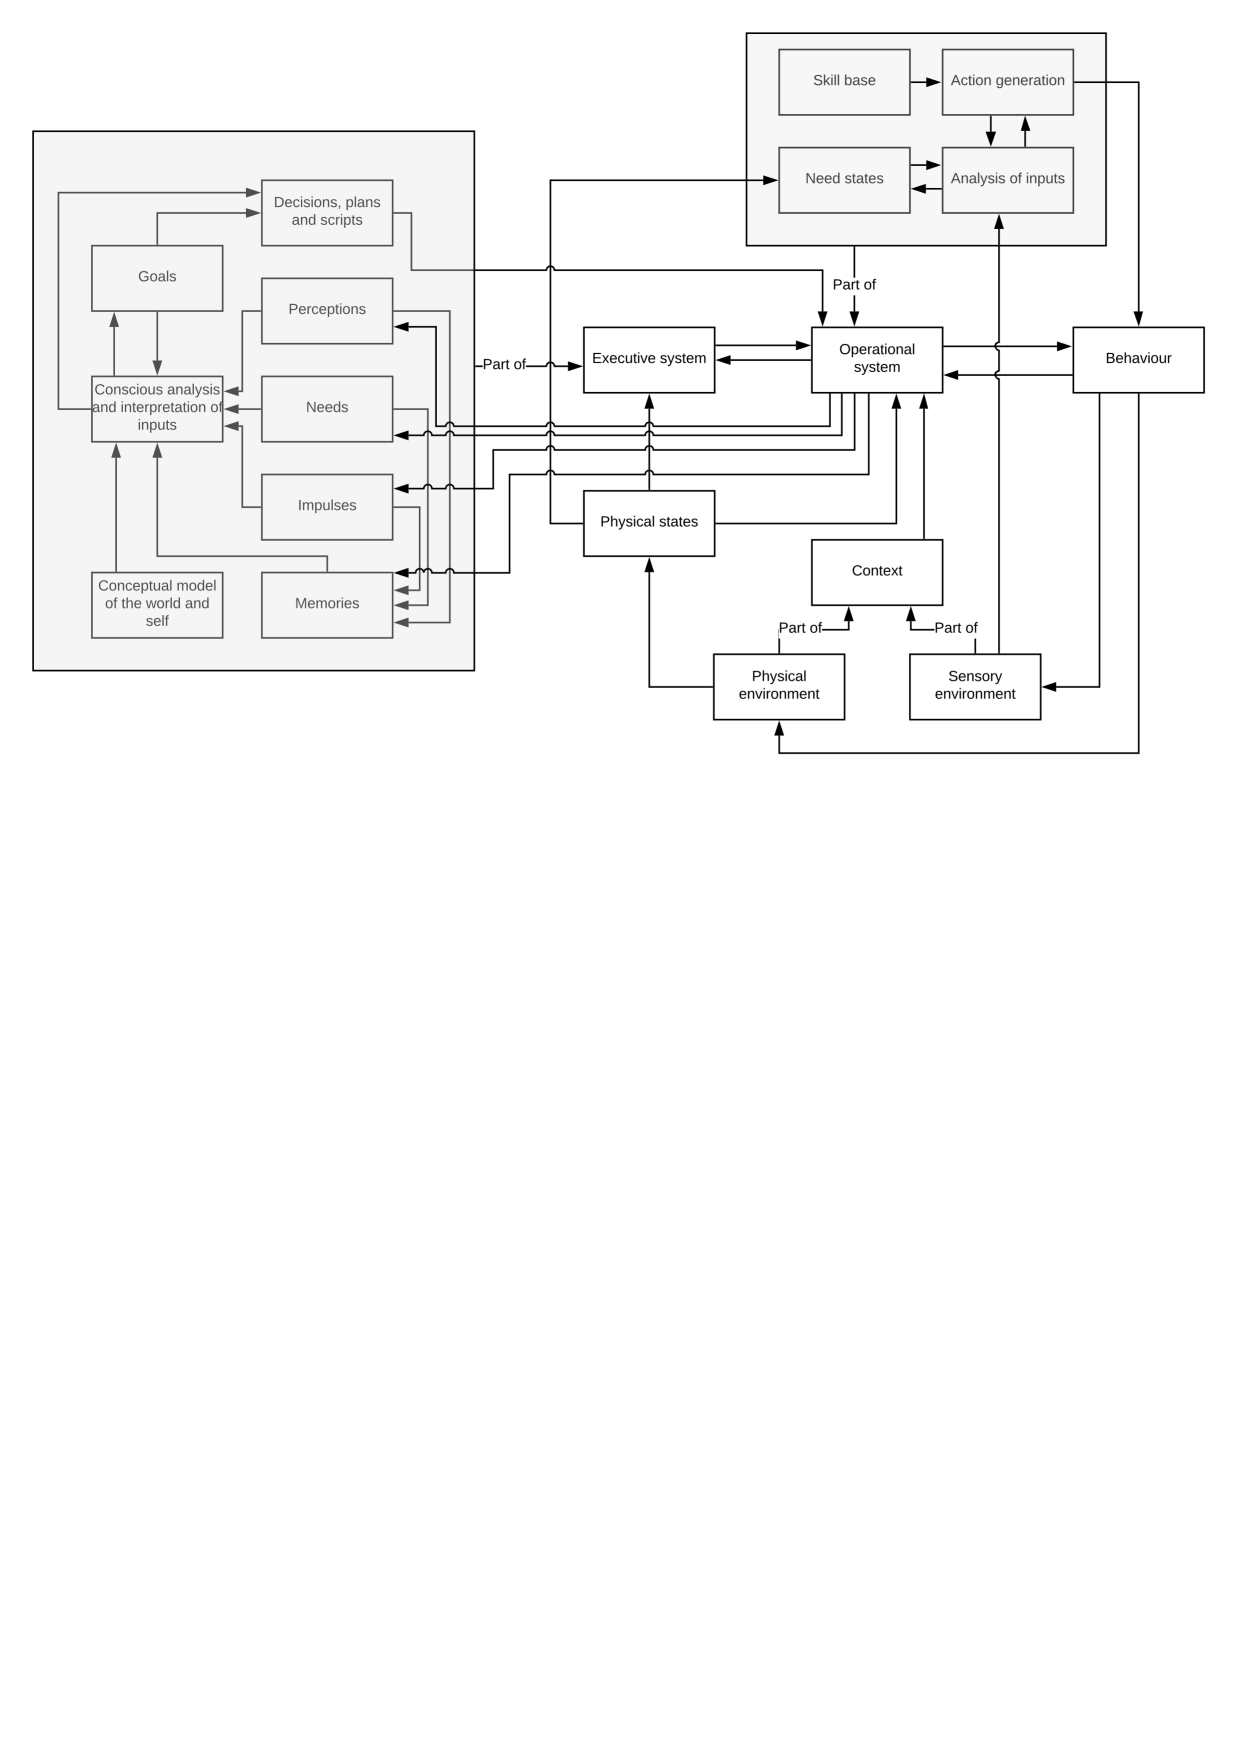 Skill base
Action generation
Need states
Analysis of inputs
Decisions, plans
and scripts
Goals
Perceptions
Conscious analysis
and interpretation of
inputs
Needs
Impulses
Conceptual model
of the world and
self
Memories
Part of
Part of
Executive system
Operational
system
Behaviour
Physical states
Context
Part of
Part of
Physical
environment
Sensory
environment